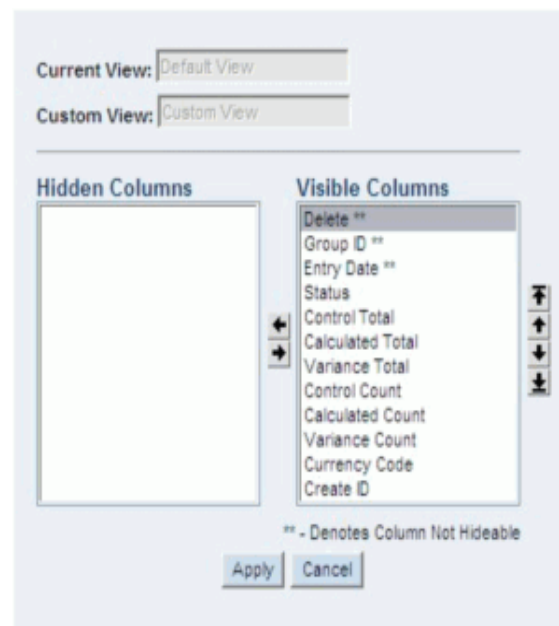 Current View: Default View
Custom View: Custom View
Hidden Columns
Visible Columns
Delete **
Group ID **
Entry Date **
Status
Control Total
Calculated Total
Variance Total
Control Count
Calculated Count
Variance Count
Currency Code
Create ID
** - Denotes Column Not Hideable
Apply
Cancel